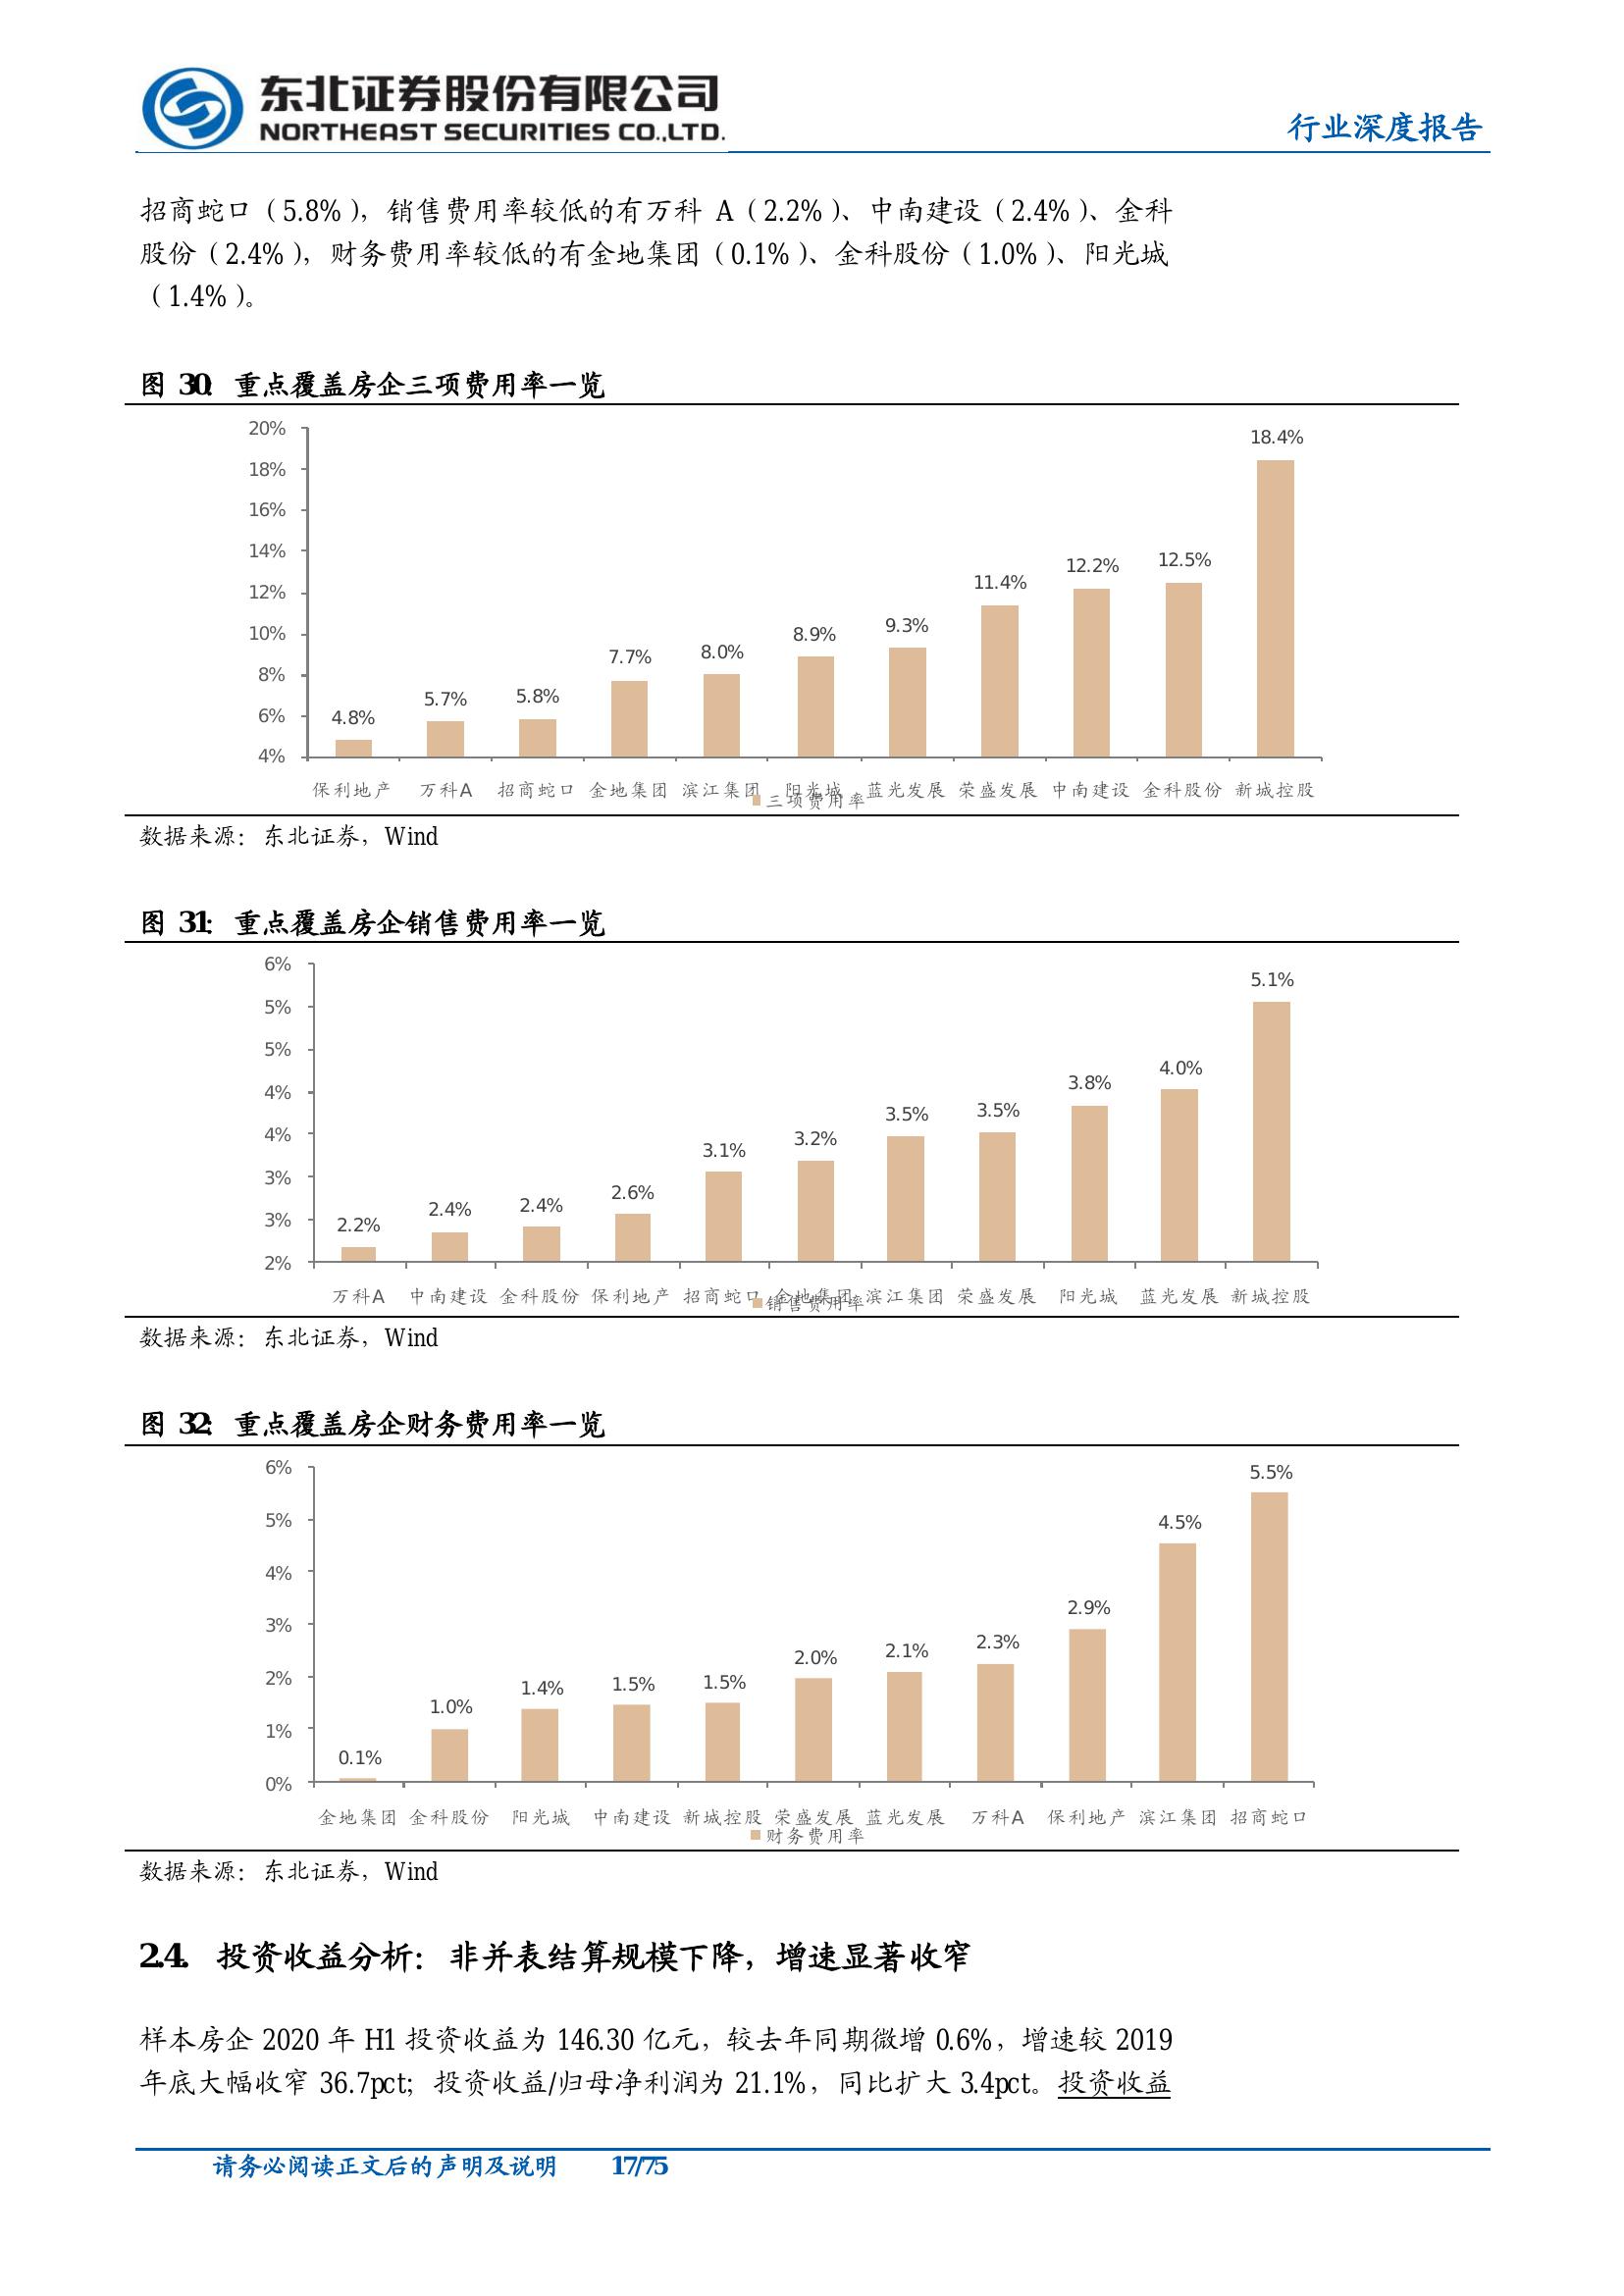 东北证券股份有限公司
NORTHEAST SECURITIES CO.,LTD.
行业深度报告
招商蛇口（5.8%），销售费用率较低的有万科 A（2.2%）、中南建设（2.4%）、金科
股份（2.4%），财务费用率较低的有金地集团（0.1%）、金科股份（1.0%）、阳光城
（1.4%）。
图 30：重点覆盖房企三项费用率一览
20%
18%
16%
14%
12%
10%
8%
6%
4%
4.8% 5.7% 5.8% 7.7% 8.0% 8.9% 9.3% 11.4% 12.2% 12.5% 18.4%
保利地产 万科A 招商蛇口 金地集团 滨江集团 阳光城 蓝光发展 荣盛发展 中南建设 金科股份 新城控股
三项费用率
数据来源：东北证券，Wind
图 31：重点覆盖房企销售费用率一览
6%
5%
5%
4%
4%
3%
3%
2%
2.2% 2.4% 2.4% 2.6% 3.1% 3.2% 3.5% 3.5% 3.8% 4.0% 5.1%
万科A 中南建设 金科股份 保利地产 招商蛇口 金地集团 滨江集团 荣盛发展 阳光城 蓝光发展 新城控股
销售费用率
数据来源：东北证券，Wind
图 32：重点覆盖房企财务费用率一览
6%
5%
4%
3%
2%
1%
0%
0.1% 1.0% 1.4% 1.5% 1.5% 2.0% 2.1% 2.3% 2.9% 4.5% 5.5%
金地集团 金科股份 阳光城 中南建设 新城控股 荣盛发展 蓝光发展 万科A 保利地产 滨江集团 招商蛇口
财务费用率
数据来源：东北证券，Wind
2.4. 投资收益分析：非并表结算规模下降，增速显著收窄
样本房企 2020 年 H1 投资收益为 146.30 亿元，较去年同期微增 0.6%，增速较 2019
年底大幅收窄 36.7pct；投资收益/归母净利润为 21.1%，同比扩大 3.4pct。投资收益
请务必阅读正文后的声明及说明 17/75